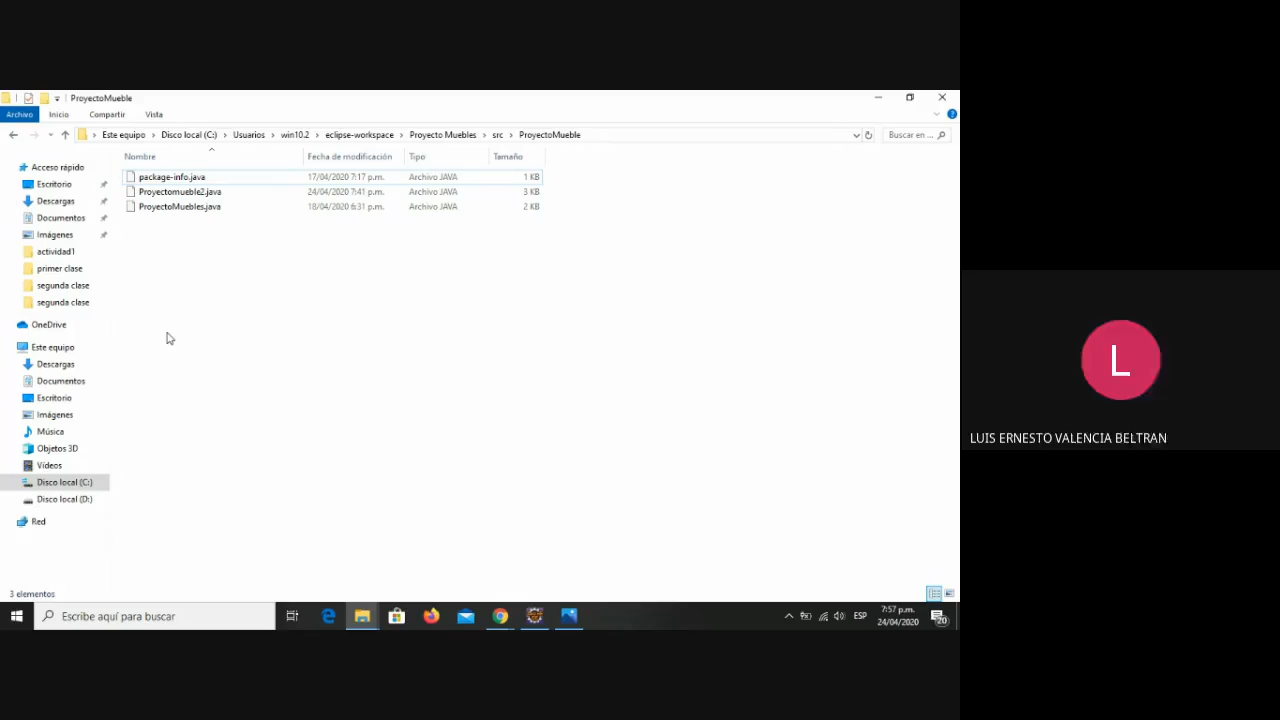 ProyectoMueble
Archivo Inicio Compartir Vista
Este equipo > Disco local (C:) > Usuarios > win10.2 > eclipse-workspace > Proyecto Muebles > src > ProyectoMueble
Buscar en ...
Nombre Fecha de modificación Tipo Tamaño
package-info.java 17/04/2020 7:17 p.m. Archivo JAVA 1 KB
Proyectomueble2.java 24/04/2020 7:41 p.m. Archivo JAVA 3 KB
ProyectoMuebles.java 18/04/2020 6:31 p.m. Archivo JAVA 2 KB
Acceso rápido
Escritorio
Descargas
Documentos
Imágenes
actividad1
primer clase
segunda clase
segunda clase
OneDrive
Este equipo
Descargas
Documentos
Escritorio
Imágenes
Música
Objetos 3D
Vídeos
Disco local (C:)
Disco local (D:)
Red
3 elementos
Escribe aquí para buscar
ESP
7:57 p.m.
24/04/2020
20
L
LUIS ERNESTO VALENCIA BELTRAN